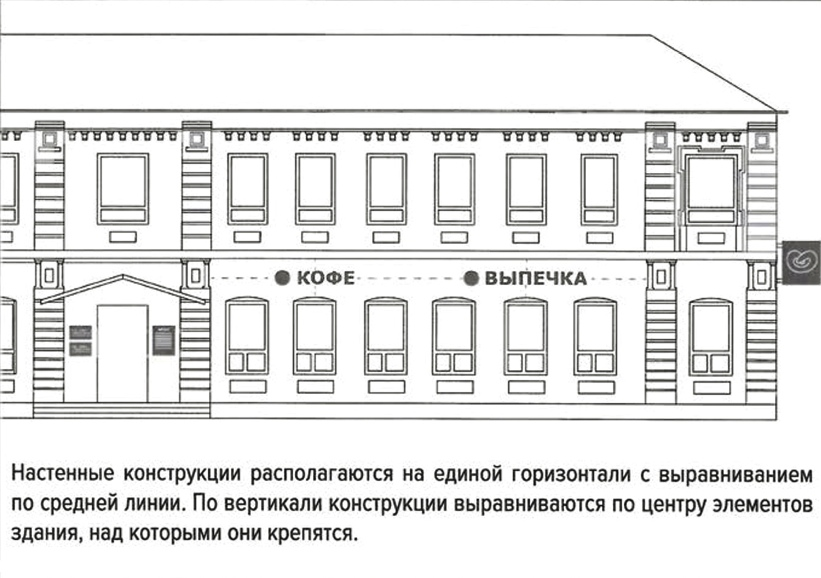 КОФЕ
ВЫПЕЧКА
Настенные конструкции располагаются на единой горизонтали с выравниванием
по средней линии. По вертикали конструкции выравниваются по центру элементов
здания, над которыми они крепятся.